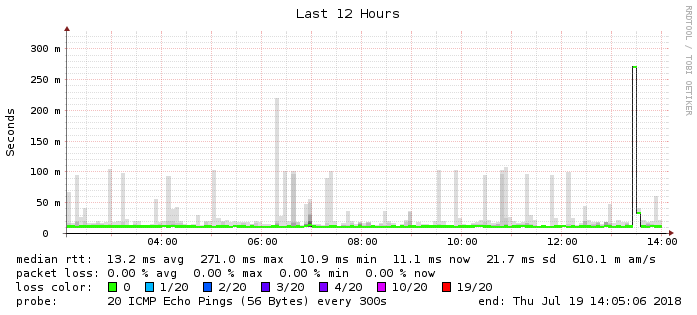 Last 12 Hours
RRDTOOL / TOBI OETIKER
Seconds
300 m
250 m
200 m
150 m
100 m
50 m
0
04:00 06:00 08:00 10:00 12:00 14:00
median rtt: 13.2 ms avg 271.0 ms max 10.9 ms min 11.1 ms now 21.7 ms sd 610.1 m am/s
packet loss: 0.00 % avg 0.00 % max 0.00 % min 0.00 % now
loss color: 0 1/20 2/20 3/20 4/20 10/20 19/20
probe: 20 ICMP Echo Pings (56 Bytes) every 300s end: Thu Jul 19 14:05:06 2018